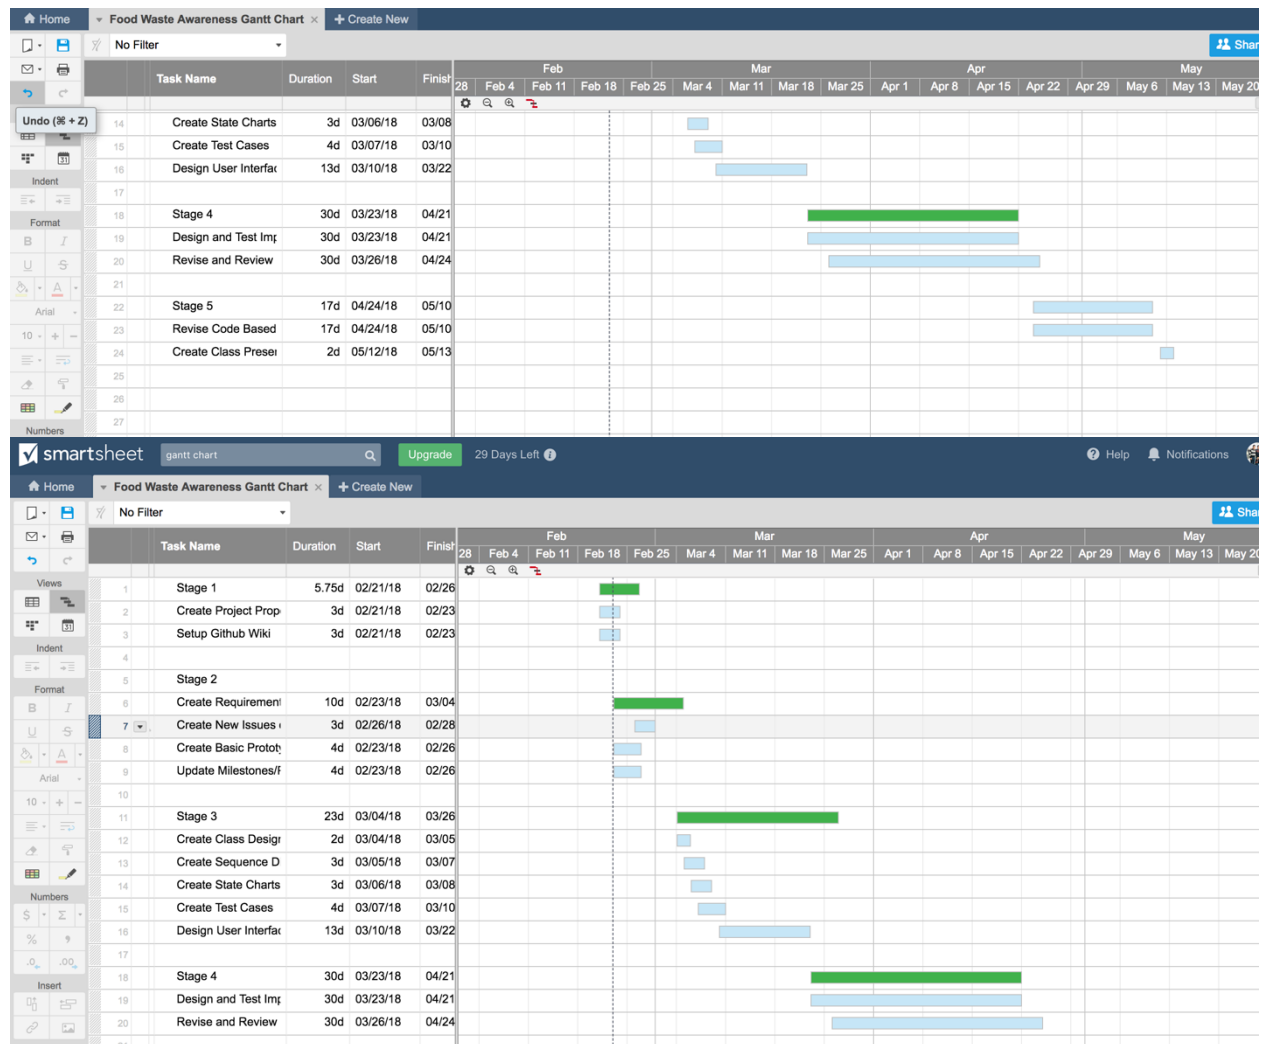 Home Food Waste Awareness Gantt Chart × + Create New
No Filter Shar
Task Name Duration Start Finish Feb Mar Apr May
28 Feb 4 Feb 11 Feb 18 Feb 25 Mar 4 Mar 11 Mar 18 Mar 25 Apr 1 Apr 8 Apr 15 Apr 22 Apr 29 May 6 May 13 May 20
Undo (⌘ + Z)
14 Create State Charts 3d 03/06/18 03/08
15 Create Test Cases 4d 03/07/18 03/10
16 Design User Interfac 13d 03/10/18 03/22
31
Indent
17
18 Stage 4 30d 03/23/18 04/21
Format
19 Design and Test Imp 30d 03/23/18 04/21
B I
20 Revise and Review 30d 03/26/18 04/24
U S
21
A
22 Stage 5 17d 04/24/18 05/10
Arial
23 Revise Code Based 17d 04/24/18 05/10
10 + −
24 Create Class Preser 2d 05/12/18 05/13
25
26
27
Numbers
smartsheet gantt chart Upgrade 29 Days Left Help Notifications
Home Food Waste Awareness Gantt Chart × + Create New
No Filter Sha
Task Name Duration Start Finish Feb Mar Apr May
28 Feb 4 Feb 11 Feb 18 Feb 25 Mar 4 Mar 11 Mar 18 Mar 25 Apr 1 Apr 8 Apr 15 Apr 22 Apr 29 May 6 May 13 May 20
Views
1 Stage 1 5.75d 02/21/18 02/26
2 Create Project Prop 3d 02/21/18 02/23
31
3 Setup Github Wiki 3d 02/21/18 02/23
Indent
4
5 Stage 2
Format
6 Create Requirement 10d 02/23/18 03/04
B I
7 Create New Issues 3d 02/26/18 02/28
U S
8 Create Basic Prototy 4d 02/23/18 02/26
A
9 Update Milestones/F 4d 02/23/18 02/26
Arial
10
10 + −
11 Stage 3 23d 03/04/18 03/26
12 Create Class Desigr 2d 03/04/18 03/05
13 Create Sequence D 3d 03/05/18 03/07
14 Create State Charts 3d 03/06/18 03/08
Numbers
15 Create Test Cases 4d 03/07/18 03/10
$ Σ
16 Design User Interfac 13d 03/10/18 03/22
% ,
17
.0 .00
18 Stage 4 30d 03/23/18 04/21
Insert
19 Design and Test Imp 30d 03/23/18 04/21
20 Revise and Review 30d 03/26/18 04/24